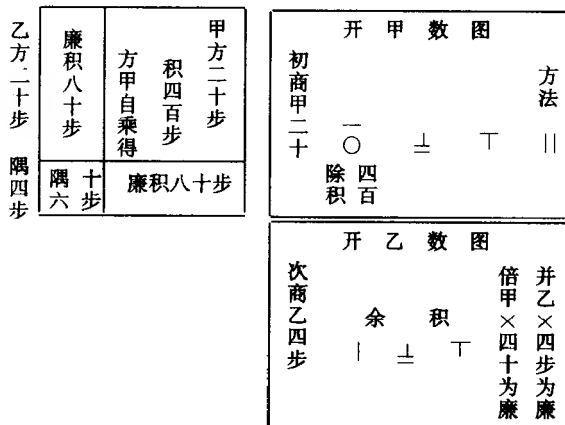 乙方二十步 隅四步
廉积八十步
方甲自乘得
积四百步
甲方二十步
隅十
六步
廉积八十步
开甲数图
初商甲二十
一
〇
除积
四百
方法
||
开乙数图
次商乙四步
余积
倍甲×四十为廉
并乙×四步为廉